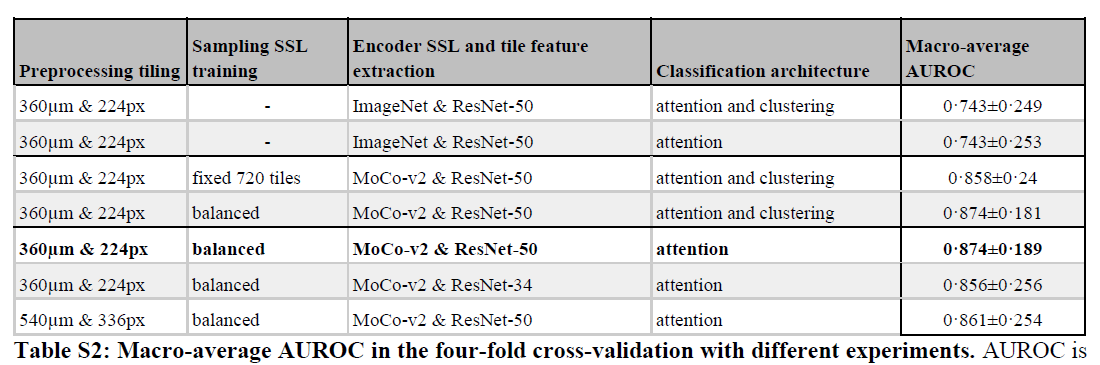 Preprocessing tiling Sampling SSL training Encoder SSL and tile feature extraction Classification architecture Macro-average AUROC
360µm & 224px - ImageNet & ResNet-50 attention and clustering 0·743±0·249
360µm & 224px - ImageNet & ResNet-50 attention 0·743±0·253
360µm & 224px fixed 720 tiles MoCo-v2 & ResNet-50 attention and clustering 0·858±0·24
360µm & 224px balanced MoCo-v2 & ResNet-50 attention and clustering 0·874±0·181
360µm & 224px balanced MoCo-v2 & ResNet-50 attention 0·874±0·189
360µm & 224px balanced MoCo-v2 & ResNet-34 attention 0·856±0·256
540µm & 336px balanced MoCo-v2 & ResNet-50 attention 0·861±0·254
Table S2: Macro-average AUROC in the four-fold cross-validation with different experiments. AUROC is